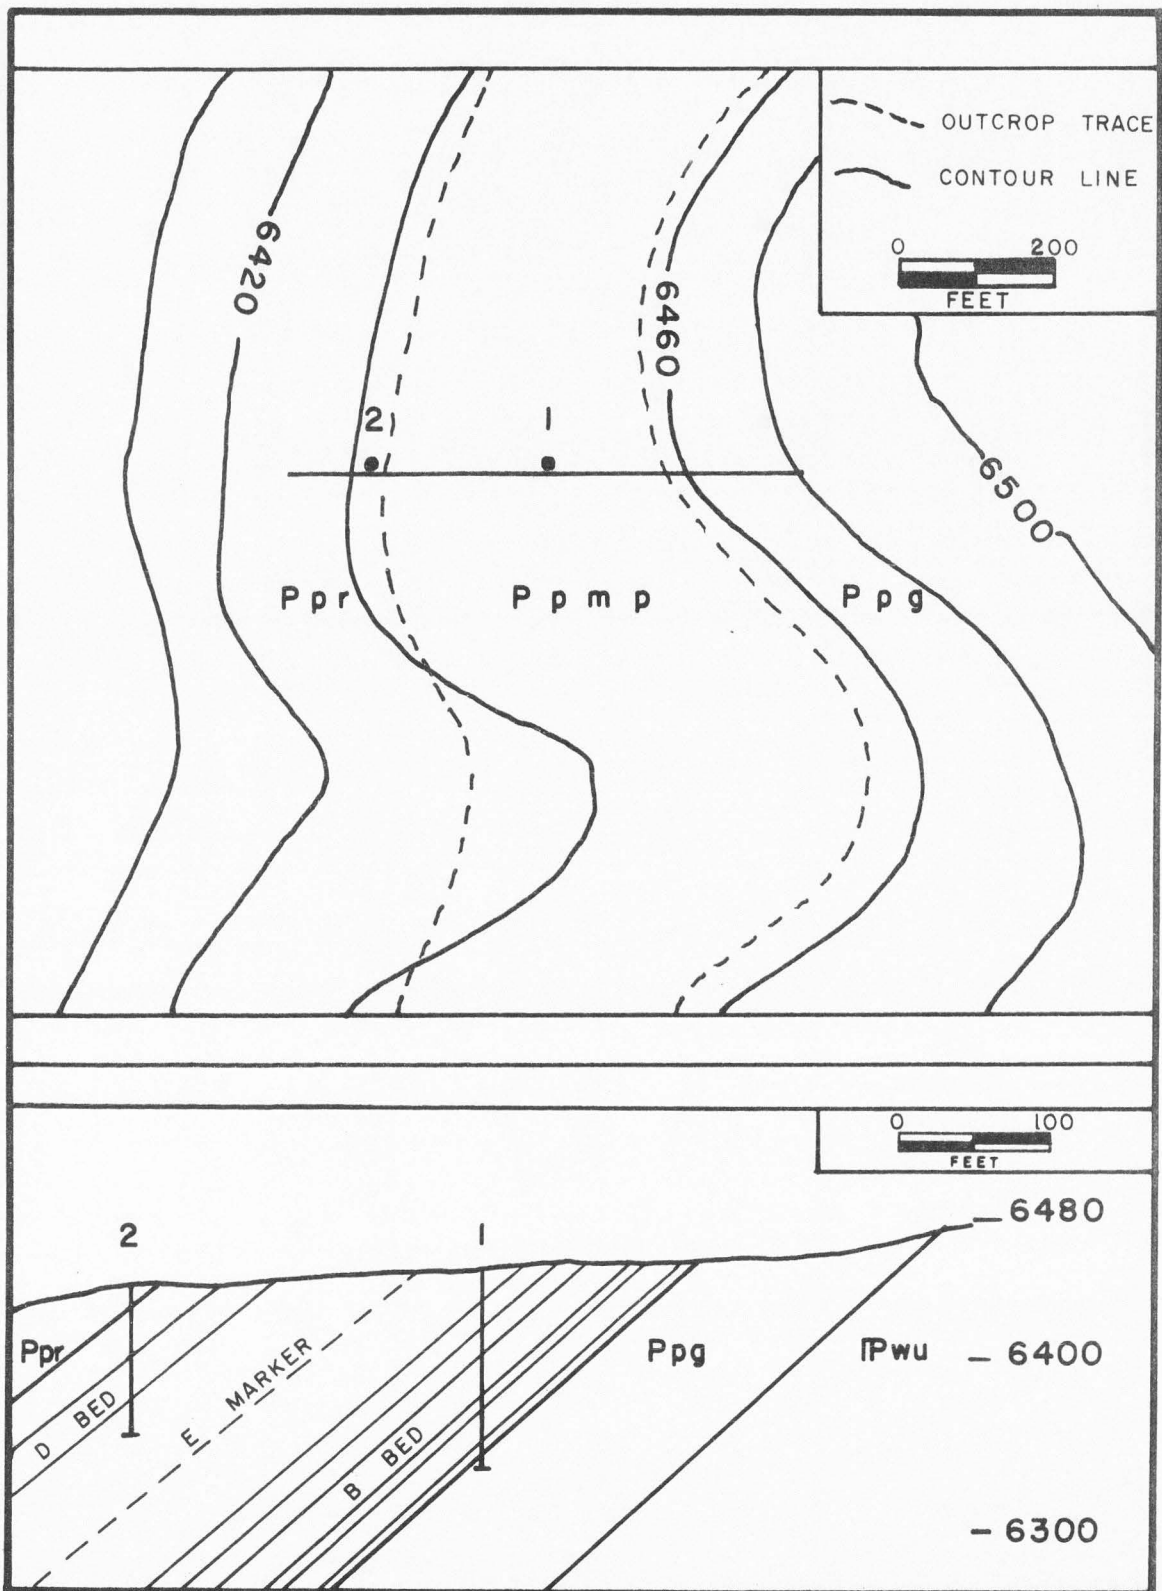 OUTCROP TRACE
CONTOUR LINE
0 200
FEET
6420
6460
6500
2
1
Ppr
Ppmp
Ppg
0 100
FEET
6480
2
1
Ppr
D BED
E MARKER
B BED
Ppg
ℙwu
6400
6300